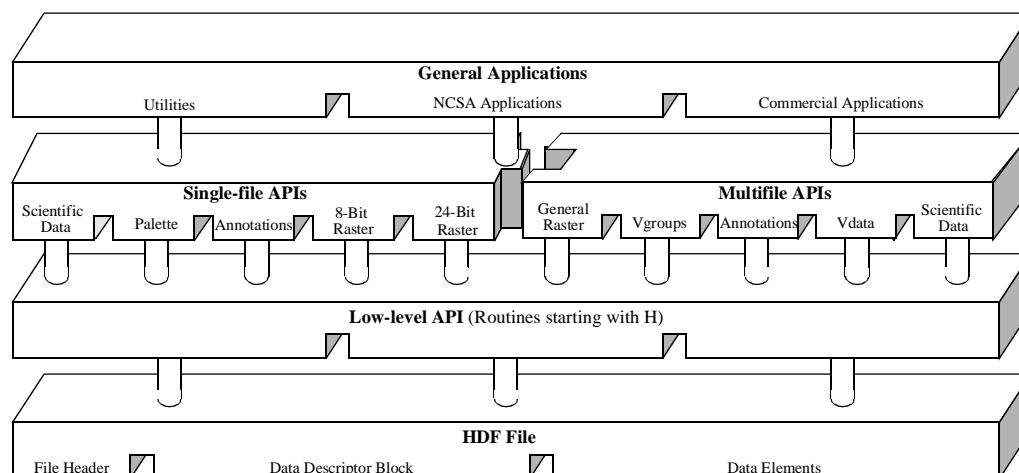 General Applications
Utilities
NCSA Applications
Commercial Applications
Single-file APIs
Scientific
Data
Palette
Annotations
8-Bit
Raster
24-Bit
Raster
Multifile APIs
General
Raster
Vgroups
Annotations
Vdata
Scientific
Data
Low-level API (Routines starting with H)
HDF File
File Header
Data Descriptor Block
Data Elements